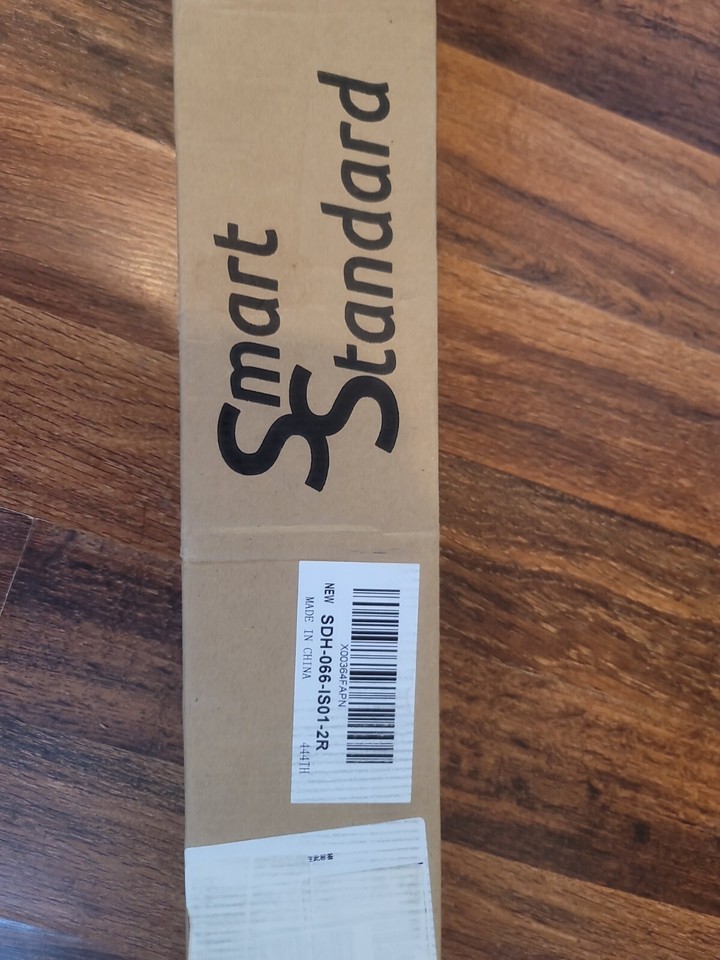 Smart
Standard
X00364FAPN
NEW SDH-066-IS01-2R
MADE IN CHINA 444TH